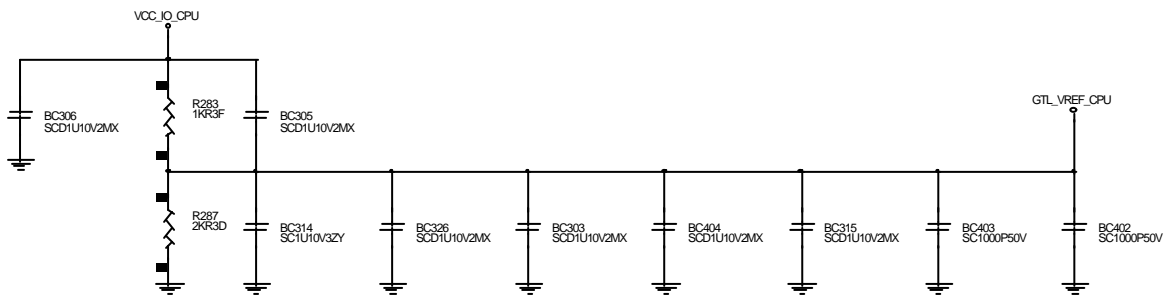 VCC_IO_CPU
R283
1KR3F
BC306
SCD1U10V2MX
BC305
SCD1U10V2MX
GTL_VREF_CPU
R287
2KR3D
BC314
SC1U10V3ZY
BC326
SCD1U10V2MX
BC303
SCD1U10V2MX
BC404
SCD1U10V2MX
BC315
SCD1U10V2MX
BC403
SC1000P50V
BC402
SC1000P50V